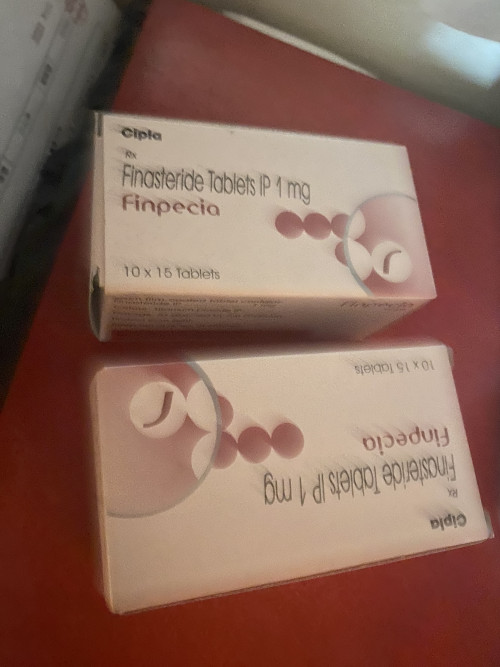 Cipla
Rx
Finasteride Tablets IP 1 mg
Finpecia
10 x 15 Tablets
Finpecia
Cipla
Rx
Finasteride Tablets IP 1 mg
Finpecia
10 x 15 Tablets